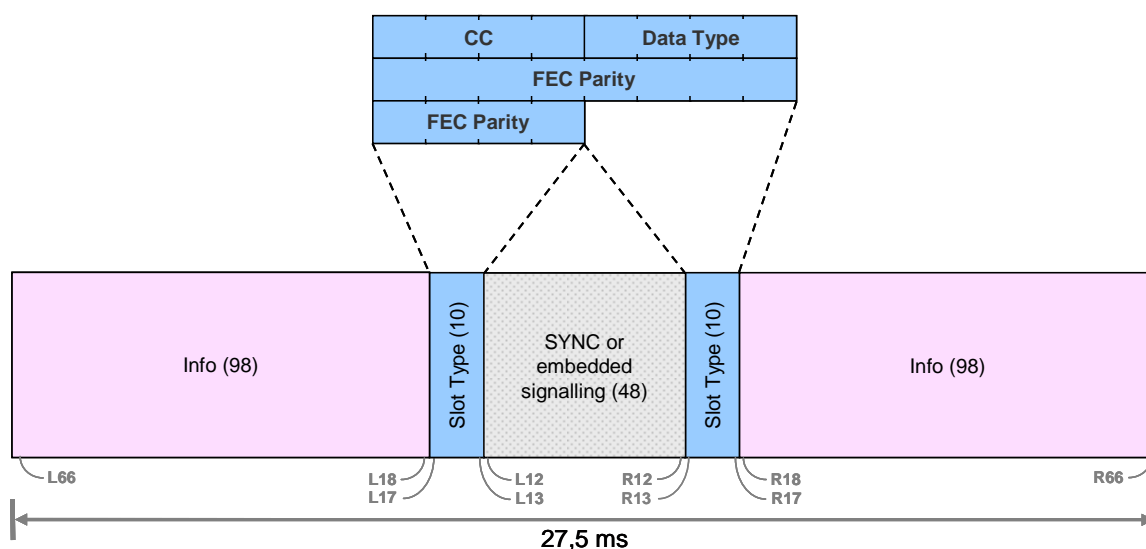 CC Data Type
FEC Parity
FEC Parity
Info (98)
Slot Type (10)
SYNC or
embedded
signalling (48)
Slot Type (10)
Info (98)
L66 L18 L12 R12 R18 R66
L17 L13 R13 R17
27,5 ms